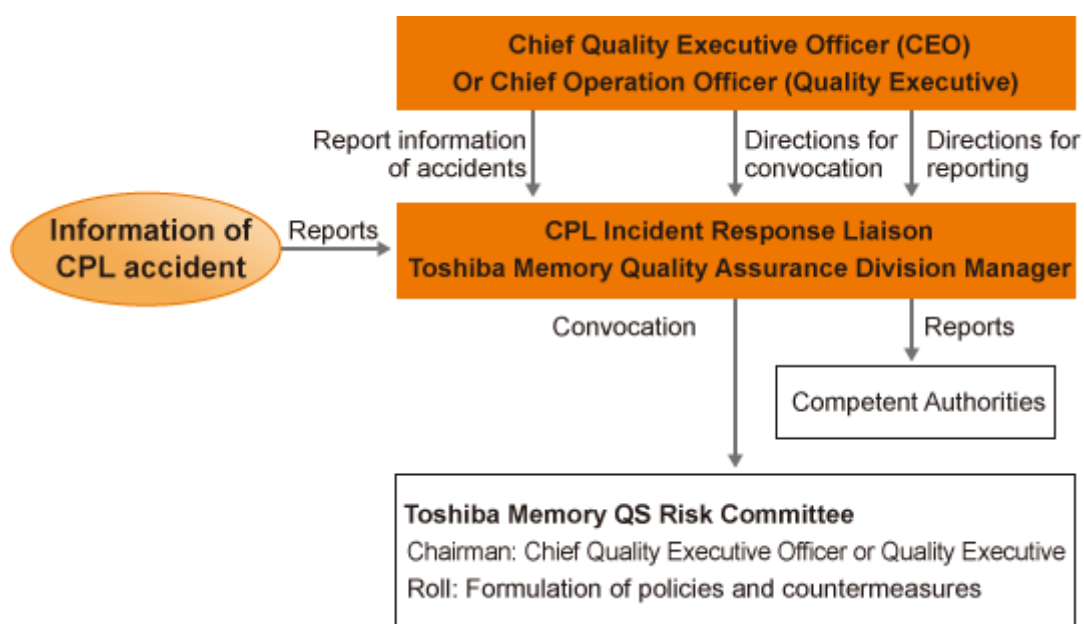 Chief Quality Executive Officer (CEO)
Or Chief Operation Officer (Quality Executive)
Report information
of accidents
Directions for
convocation
Directions for
reporting
Information of
CPL accident
Reports
CPL Incident Response Liaison
Toshiba Memory Quality Assurance Division Manager
Convocation
Reports
Competent Authorities
Toshiba Memory QS Risk Committee
Chairman: Chief Quality Executive Officer or Quality Executive
Roll: Formulation of policies and countermeasures